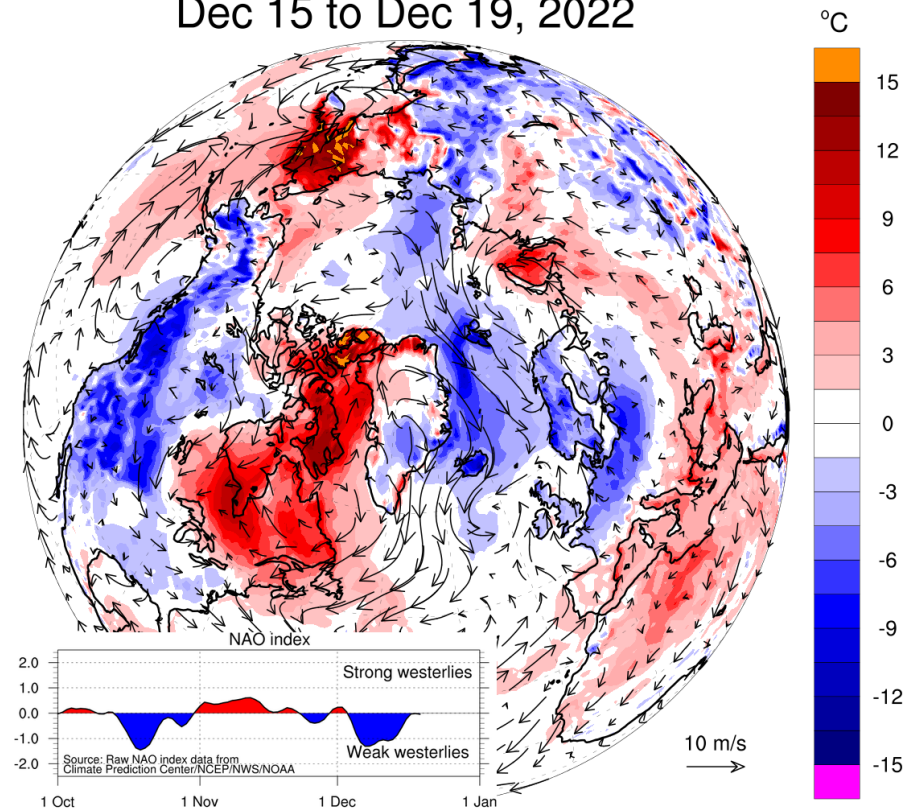 Dec 15 to Dec 19, 2022
°C
15
12
9
6
3
0
-3
-6
-9
-12
-15
10 m/s
NAO index
2.0
1.0
0.0
-1.0
-2.0
Strong westerlies
Weak westerlies
Source: Raw NAO index data from
Climate Prediction Center/NCEP/NWS/NOAA
1 Oct
1 Nov
1 Dec
1 Jan